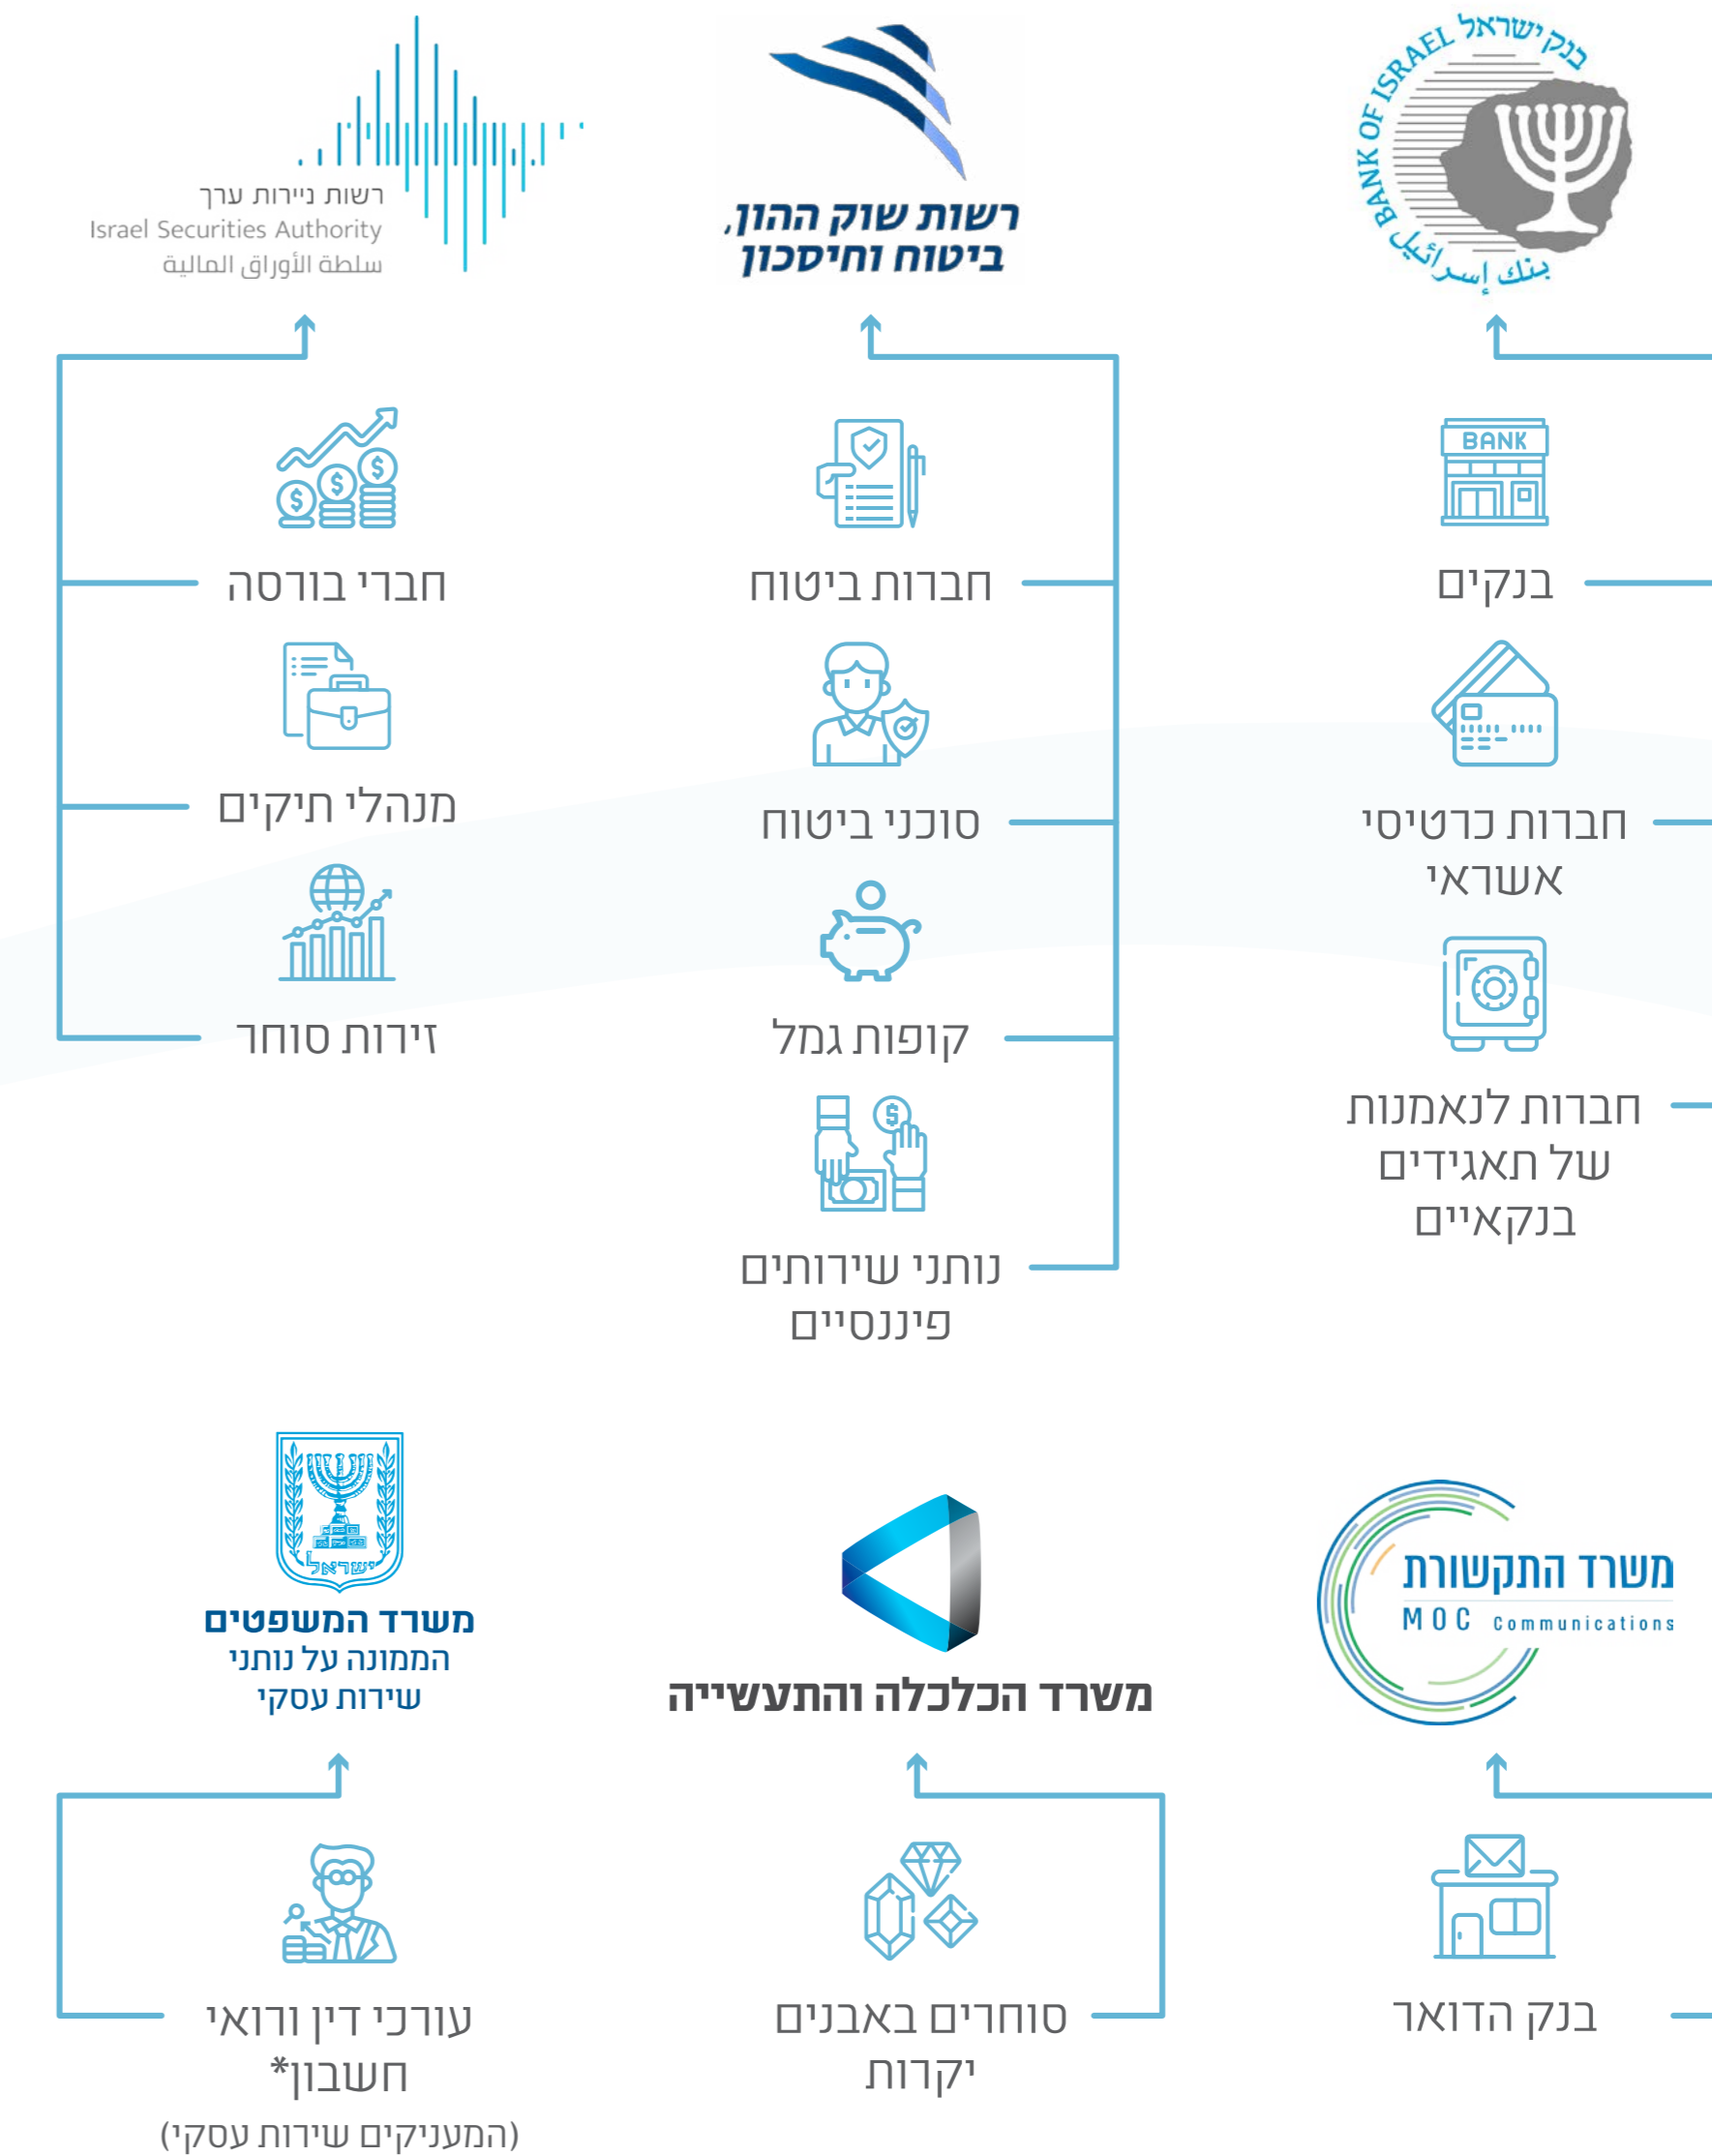 בנק ישראל
BANK OF ISRAEL
بنك إسرائيل
BANK
בנקים
חברות כרטיסי
אשראי
חברות לנאמנות
של תאגידים
בנקאיים
רשות שוק ההון,
ביטוח וחיסכון
חברות ביטוח
סוכני ביטוח
קופות גמל
נותני שירותים
פיננסיים
רשות ניירות ערך
Israel Securities Authority
سلطة الأوراق المالية
חברי בורסה
מנהלי תיקים
זירות סוחר
משרד התקשורת
MOC Communications
בנק הדואר
משרד הכלכלה והתעשייה
סוחרים באבנים
יקרות
ישראל
משרד המשפטים
הממונה על נותני
שירות עסקי
עורכי דין ורואי
חשבון*
(המעניקים שירות עסקי)